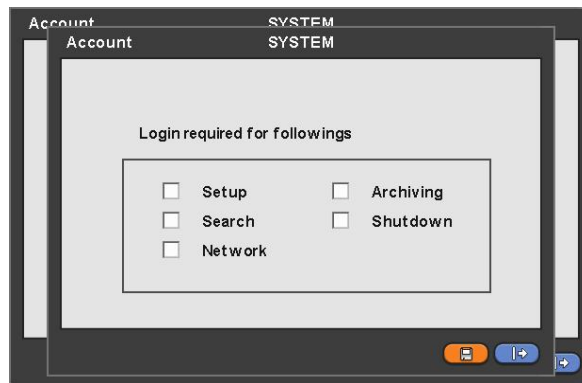 Account SYSTEM
Account SYSTEM
Login required for followings
Setup Archiving
Search Shutdown
Network